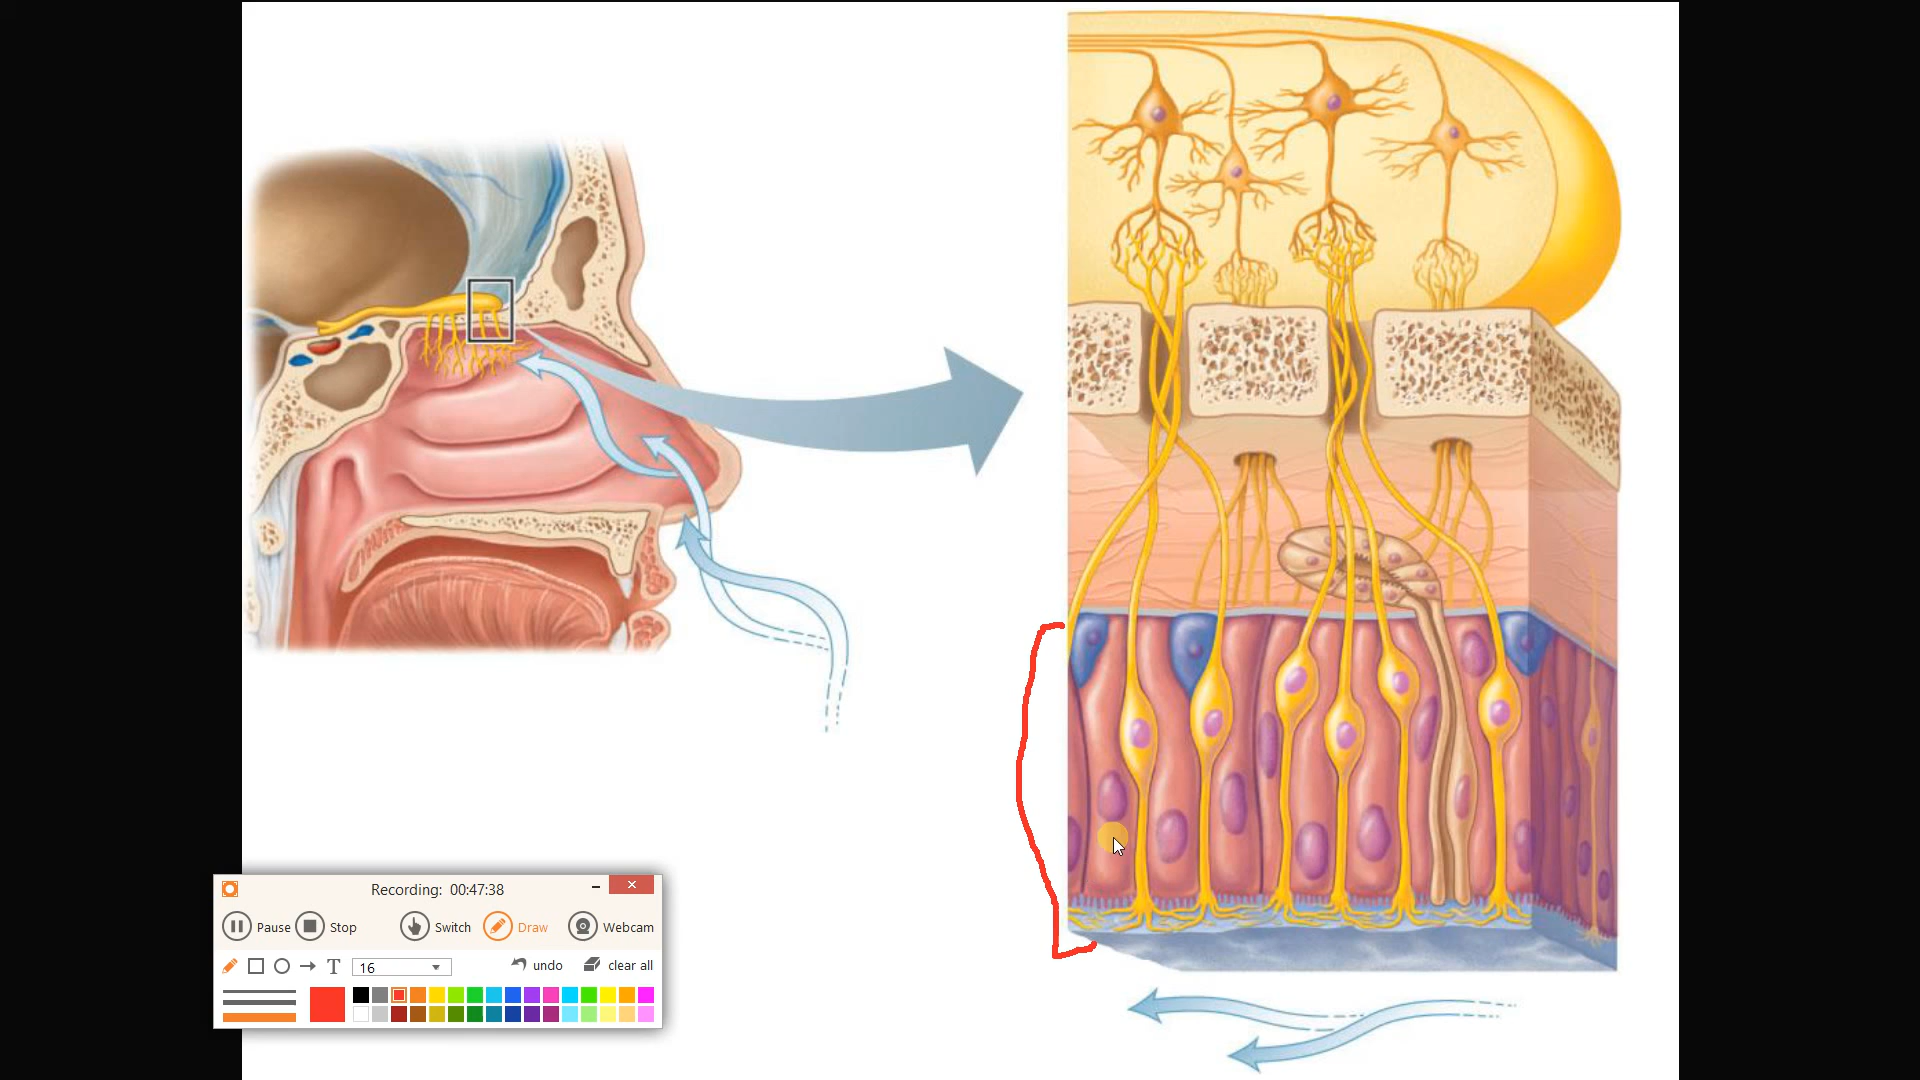 Recording: 00:47:38
Pause Stop Switch Draw Webcam
T 16 undo clear all